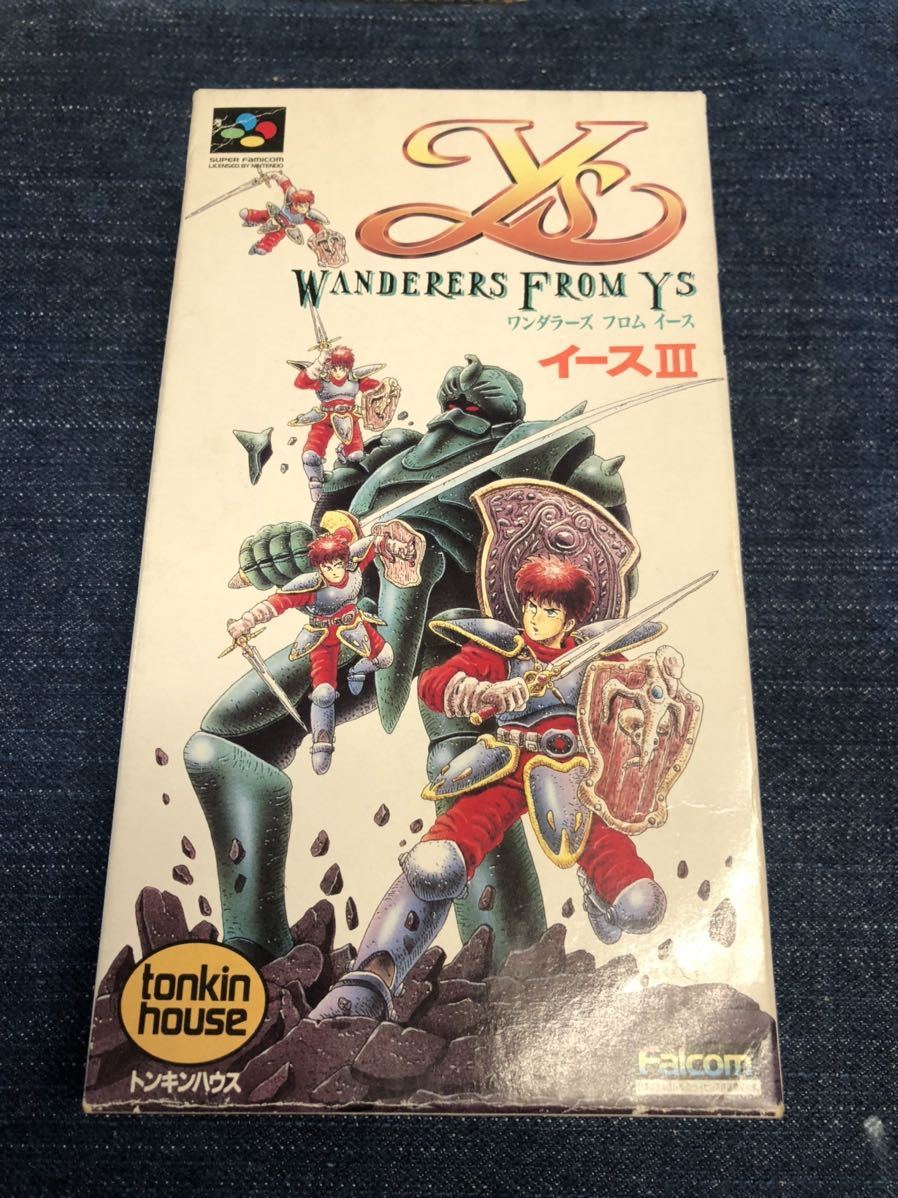 SUPER FAMICOM
LICENSED BY NINTENDO
Ys
WANDERERS FROM YS
ワンダラーズ フロム イース
イースIII
tonkin
house
トンキンハウス
Falcom